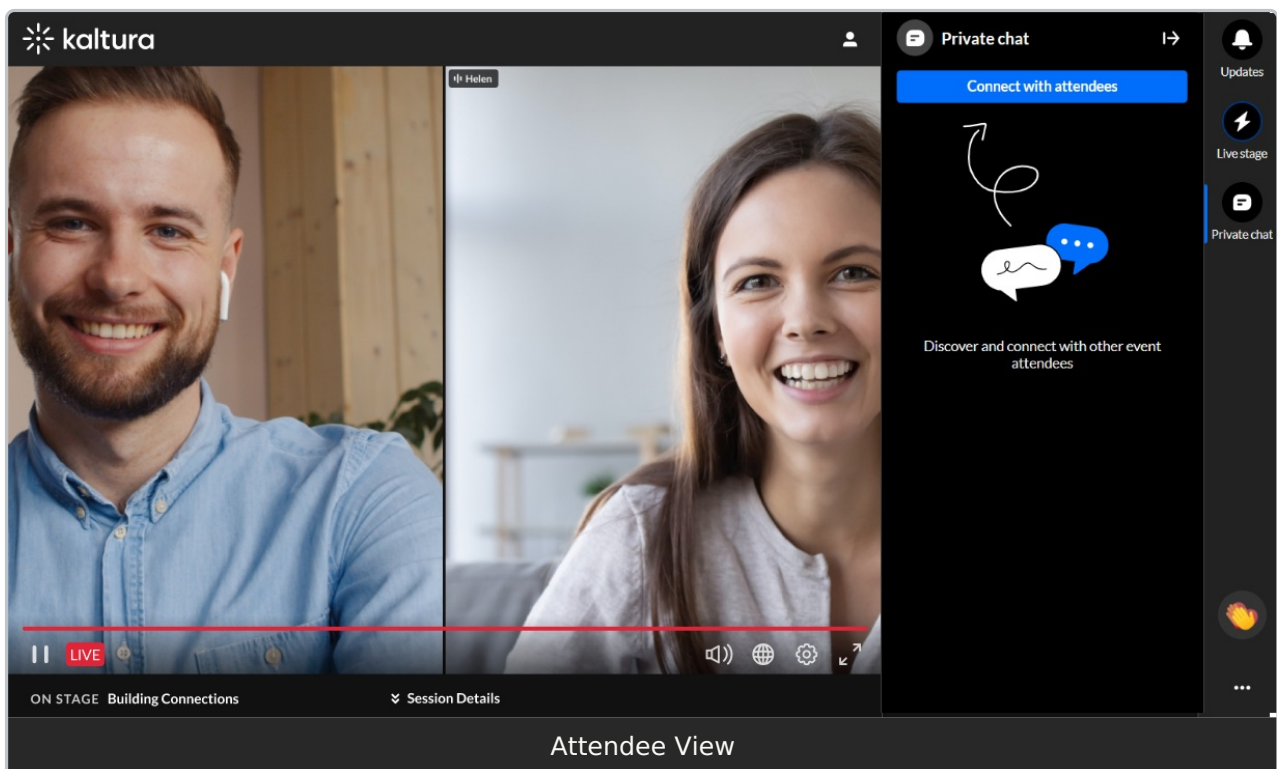 kaltura
Helen
Private chat
Connect with attendees
Discover and connect with other event
attendees
Updates
Live stage
Private chat
LIVE
ON STAGE Building Connections
Session Details
Attendee View